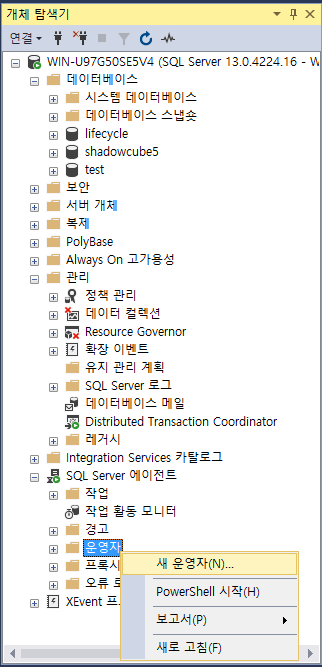 개체 탐색기
연결
WIN-U97G50SE5V4 (SQL Server 13.0.4224.16 - W
데이터베이스
시스템 데이터베이스
데이터베이스 스냅숏
lifecycle
shadowcube5
test
보안
서버 개체
복제
PolyBase
Always On 고가용성
관리
정책 관리
데이터 컬렉션
Resource Governor
확장 이벤트
유지 관리 계획
SQL Server 로그
데이터베이스 메일
Distributed Transaction Coordinator
레거시
Integration Services 카탈로그
SQL Server 에이전트
작업
작업 활동 모니터
경고
운영자
새 운영자(N)...
프록시
PowerShell 시작(H)
오류 로
XEvent 프
보고서(P)
새로 고침(F)